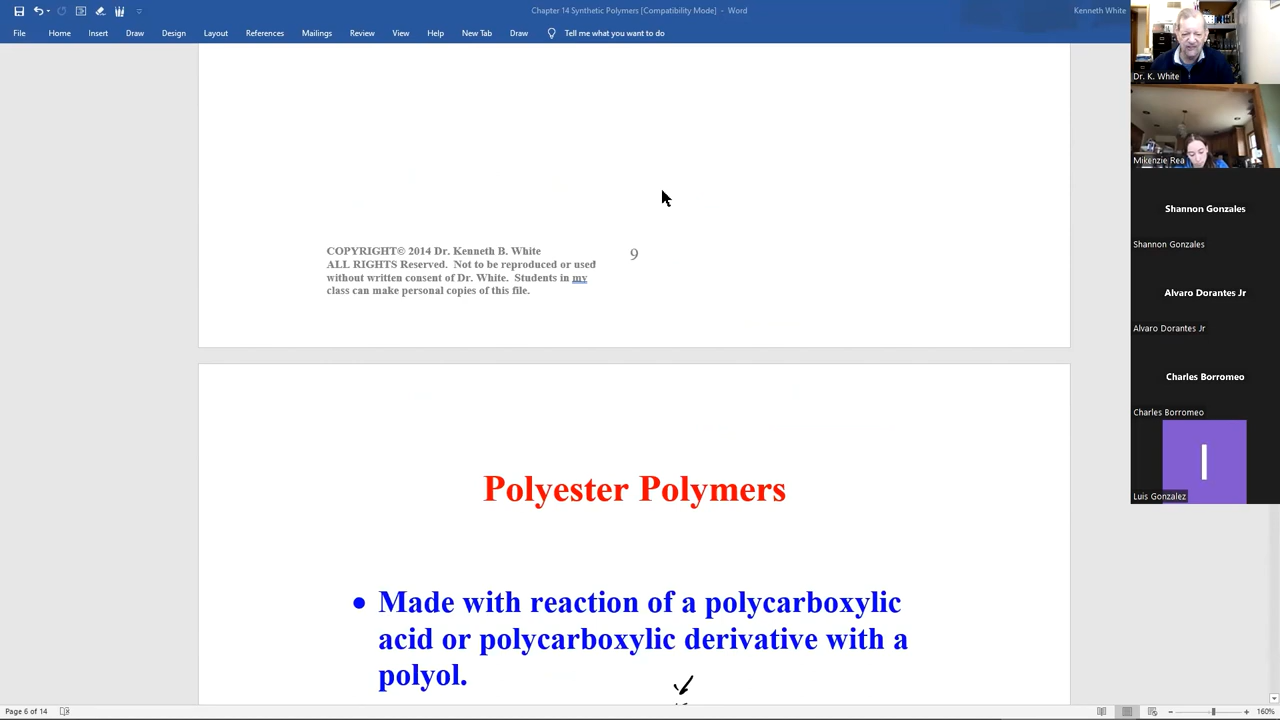 Chapter 14 Synthetic Polymers [Compatibility Mode] - Word
Kenneth White
File Home Insert Draw Design Layout References Mailings Review View Help New Tab Draw Tell me what you want to do
COPYRIGHT© 2014 Dr. Kenneth B. White
ALL RIGHTS Reserved. Not to be reproduced or used
without written consent of Dr. White. Students in my
class can make personal copies of this file.
9
Polyester Polymers
• Made with reaction of a polycarboxylic
acid or polycarboxylic derivative with a
polyol.
Dr. K. White
Mikenzie Rea
Shannon Gonzales
Shannon Gonzales
Alvaro Dorantes Jr
Alvaro Dorantes Jr
Charles Borromeo
Charles Borromeo
I
Luis Gonzalez
Page 6 of 14
160%